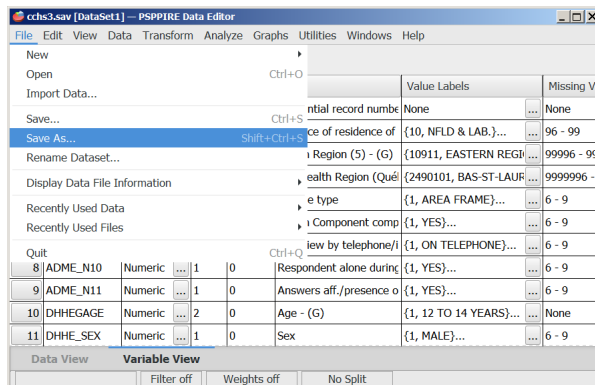 cchs3.sav [DataSet1] — PSPPIRE Data Editor
File Edit View Data Transform Analyze Graphs Utilities Windows Help
New
Open Ctrl+O
Import Data...
Save... Ctrl+S
Save As... Shift+Ctrl+S
Rename Dataset...
Display Data File Information
Recently Used Data
Recently Used Files
Quit Ctrl+Q
Value Labels Missing V
ntial record numbe None ... None
ce of residence of {10, NFLD & LAB.}... ... 96 - 99
Region (5) - (G) {10911, EASTERN REGI ... 99996 - 99
ealth Region (Qué {2490101, BAS-ST-LAUR ... 9999996 -
e type {1, AREA FRAME}... ... 6 - 9
Component comp {1, YES}... ... 6 - 9
iew by telephone/i {1, ON TELEPHONE}... ... 6 - 9
8 ADME_N10 Numeric ... 1 0 Respondent alone during {1, YES}... ... 6 - 9
9 ADME_N11 Numeric ... 1 0 Answers aff./presence o {1, YES}... ... 6 - 9
10 DHHEGAGE Numeric ... 2 0 Age - (G) {1, 12 TO 14 YEARS}... ... None
11 DHHE_SEX Numeric ... 1 0 Sex {1, MALE}... ... 6 - 9
Data View Variable View
Filter off Weights off No Split